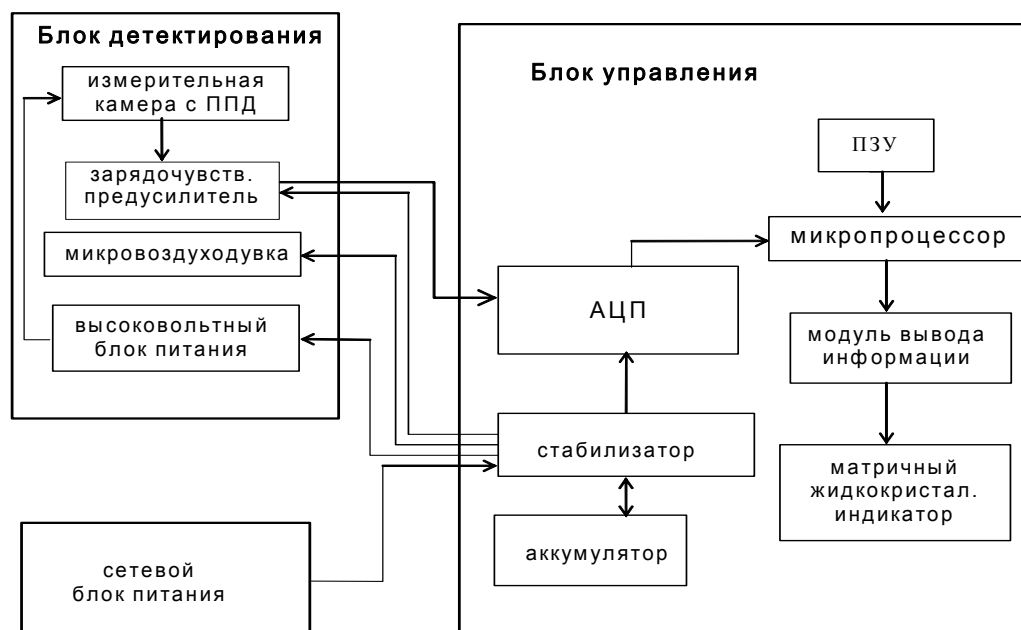 Блок детектирования
измерительная
камера с ППД
зарядочувств.
предусилитель
микровоздуходувка
высоковольтный
блок питания
сетевой
блок питания
Блок управления
ПЗУ
микропроцессор
АЦП
модуль вывода
информации
стабилизатор
матричный
жидкокристал.
индикатор
аккумулятор